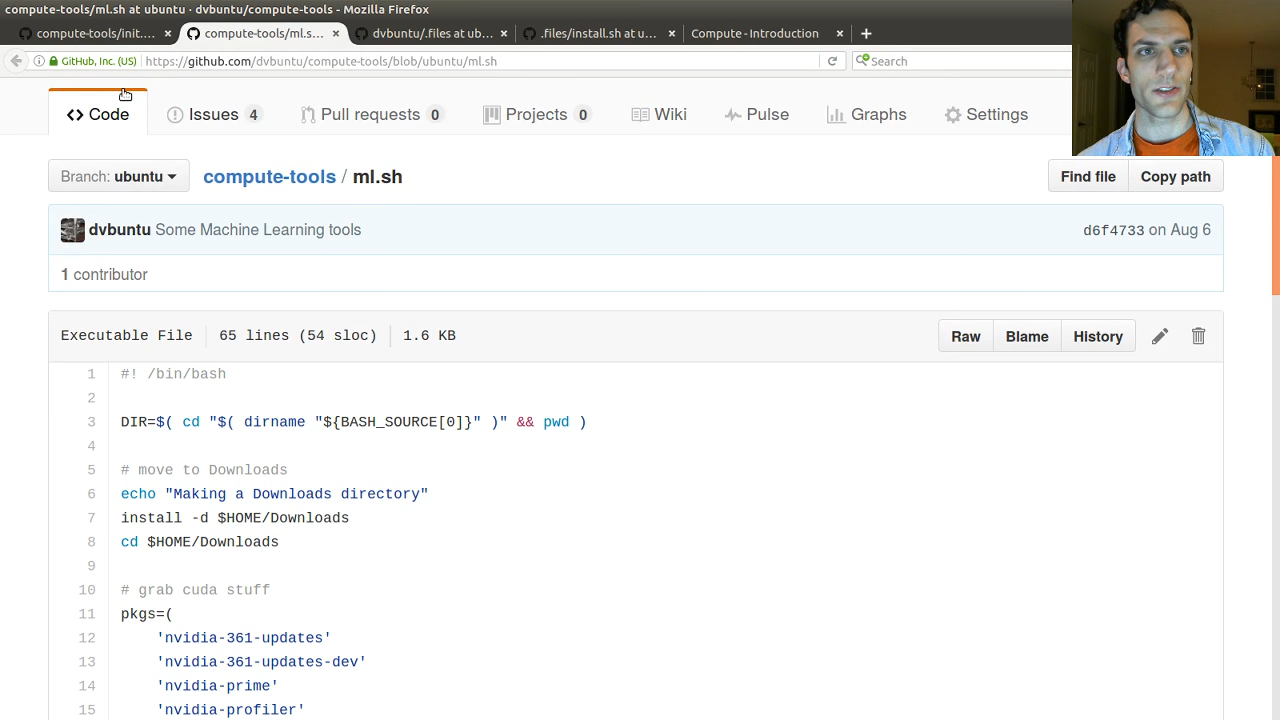 compute-tools/ml.sh at ubuntu · dvbuntu/compute-tools - Mozilla Firefox
compute-tools/init.... × compute-tools/ml.s... × dvbuntu/.files at ub... × .files/install.sh at u... × Compute - Introduction × +
GitHub, Inc. (US) https://github.com/dvbuntu/compute-tools/blob/ubuntu/ml.sh Search
Code Issues 4 Pull requests 0 Projects 0 Wiki Pulse Graphs Settings
Branch: ubuntu compute-tools / ml.sh Find file Copy path
dvbuntu Some Machine Learning tools d6f4733 on Aug 6
1 contributor
Executable File 65 lines (54 sloc) 1.6 KB Raw Blame History
1 #! /bin/bash
2
3 DIR=$( cd "$( dirname "${BASH_SOURCE[0]}" )" && pwd )
4
5 # move to Downloads
6 echo "Making a Downloads directory"
7 install -d $HOME/Downloads
8 cd $HOME/Downloads
9
10 # grab cuda stuff
11 pkgs=(
12 'nvidia-361-updates'
13 'nvidia-361-updates-dev'
14 'nvidia-prime'
15 'nvidia-profiler'